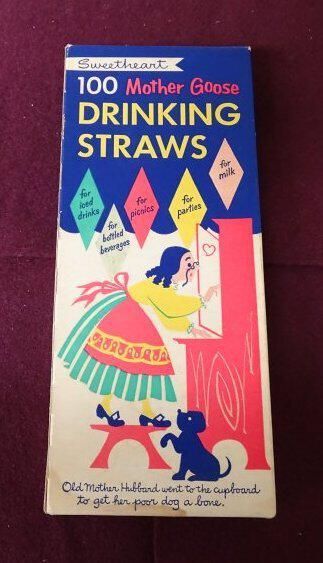 Sweetheart
100 Mother Goose
DRINKING
STRAWS
for
iced
drinks
for
bottled
beverages
for
picnics
for
parties
for
milk
Old Mother Hubbard went to the cupboard
to get her poor dog a bone.